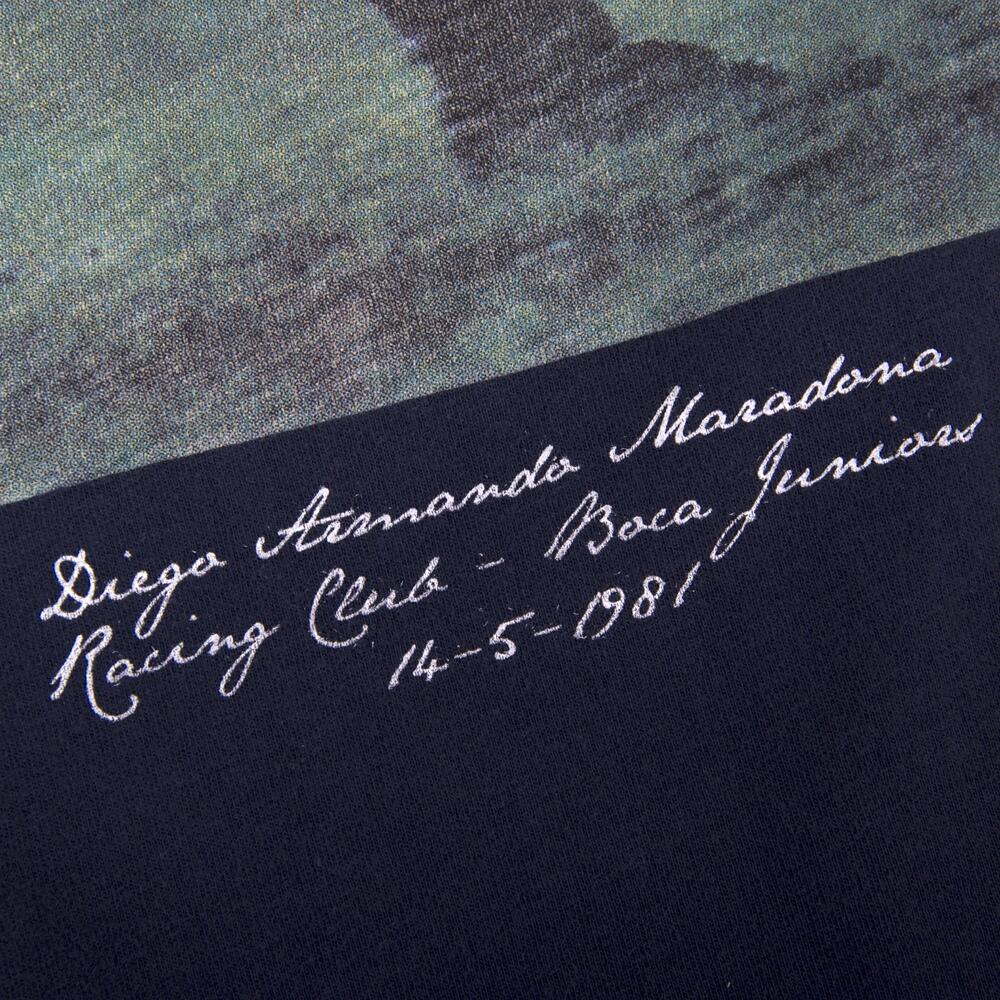 Diego Armando Maradona
Racing Club - Boca Juniors
14-5-1981